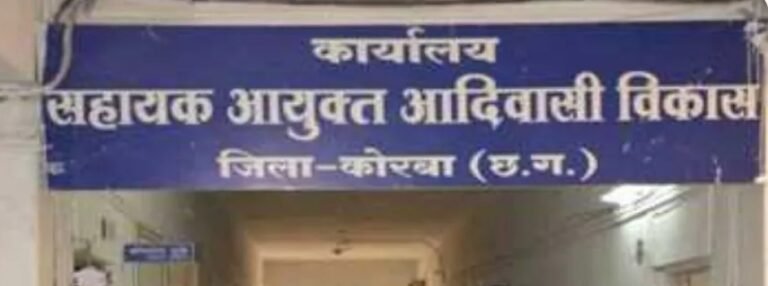 कार्यालय
सहायक आयुक्त आदिवासी विकास
जिला-कोरबा (छ.ग.)